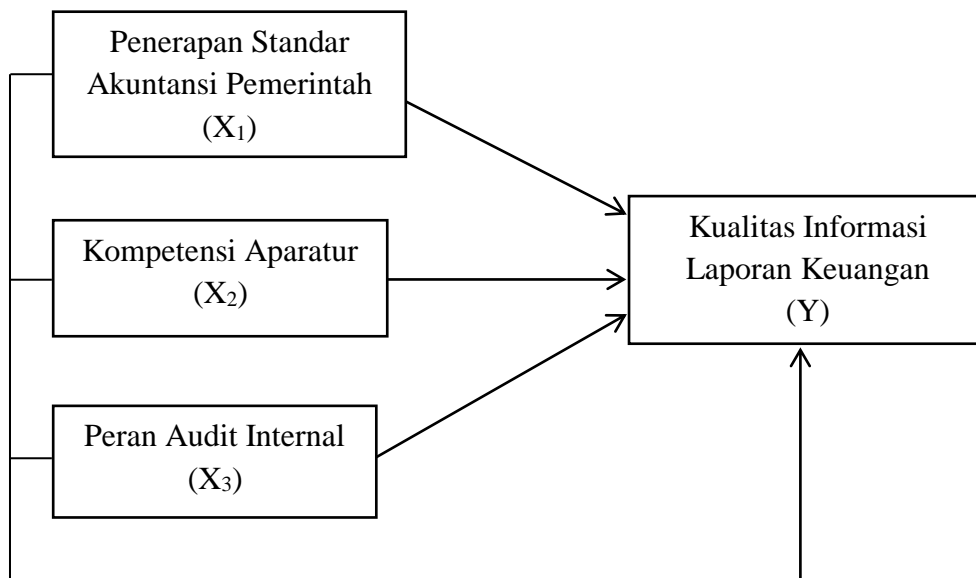 Penerapan Standar
Akuntansi Pemerintah
(X₁)
Kompetensi Aparatur
(X₂)
Peran Audit Internal
(X₃)
Kualitas Informasi
Laporan Keuangan
(Y)